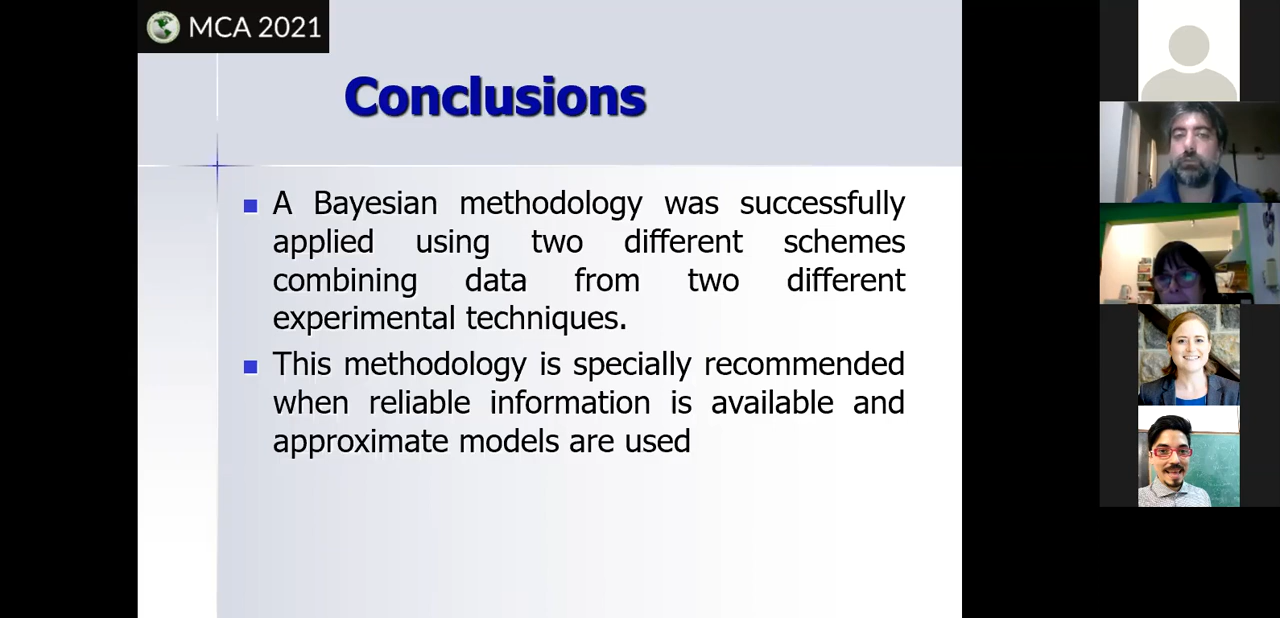 MCA 2021
Conclusions
A Bayesian methodology was successfully
applied using two different schemes
combining data from two different
experimental techniques.
This methodology is specially recommended
when reliable information is available and
approximate models are used